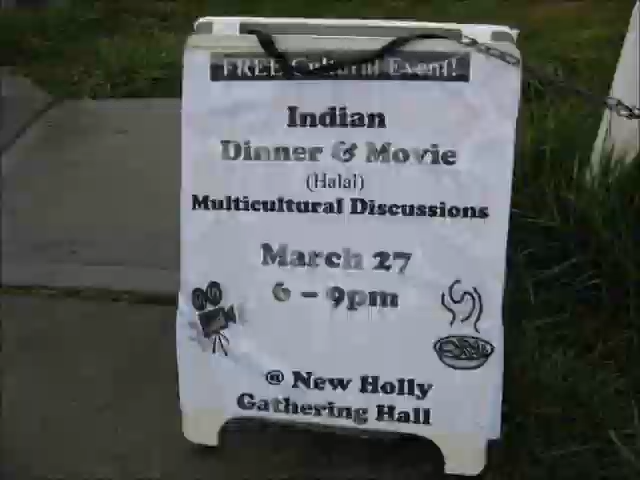 FREE Cultural Event!
Indian
Dinner & Movie
(Halal)
Multicultural Discussions
March 27
6 – 9pm
@ New Holly
Gathering Hall